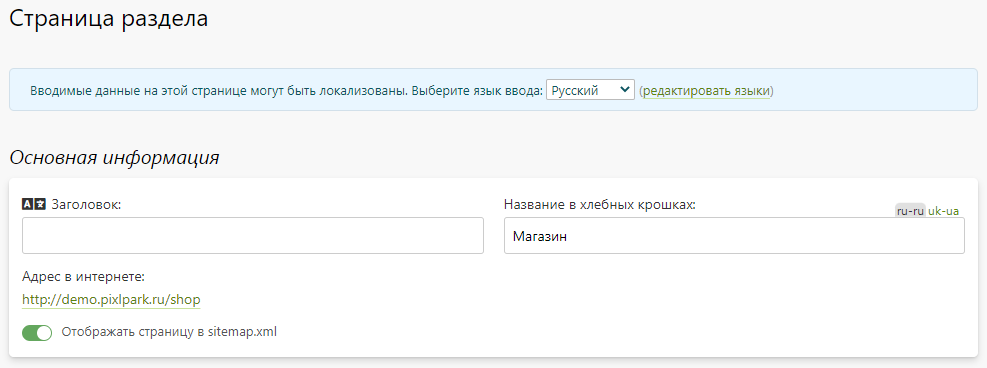 Страница раздела
Вводимые данные на этой странице могут быть локализованы. Выберите язык ввода: Русский (редактировать языки)
Основная информация
Заголовок:
Название в хлебных крошках:
ru-ru uk-ua
Магазин
Адрес в интернете:
http://demo.pixlpark.ru/shop
Отображать страницу в sitemap.xml